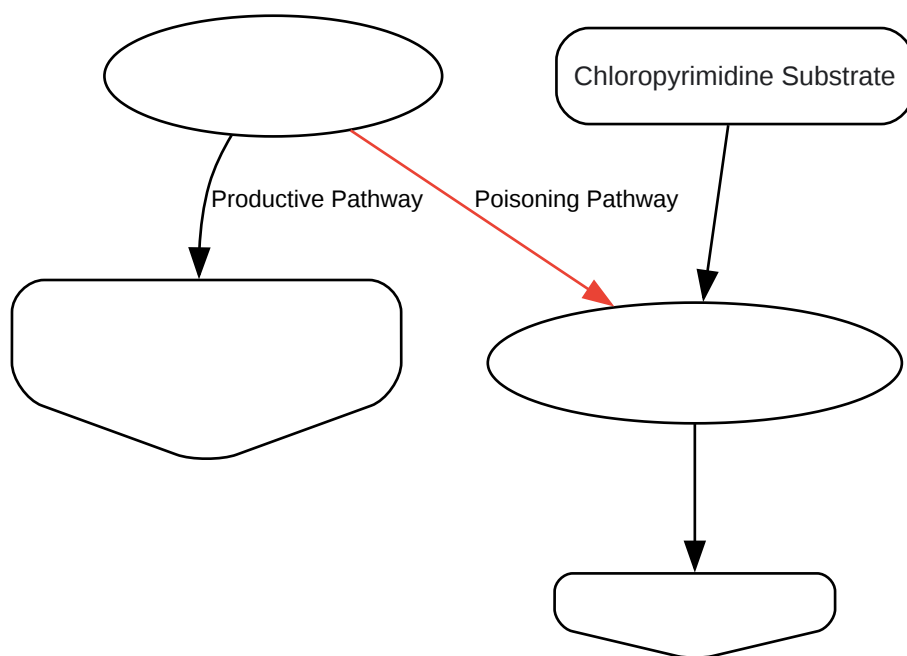 Chloropyrimidine Substrate
Productive Pathway
Poisoning Pathway